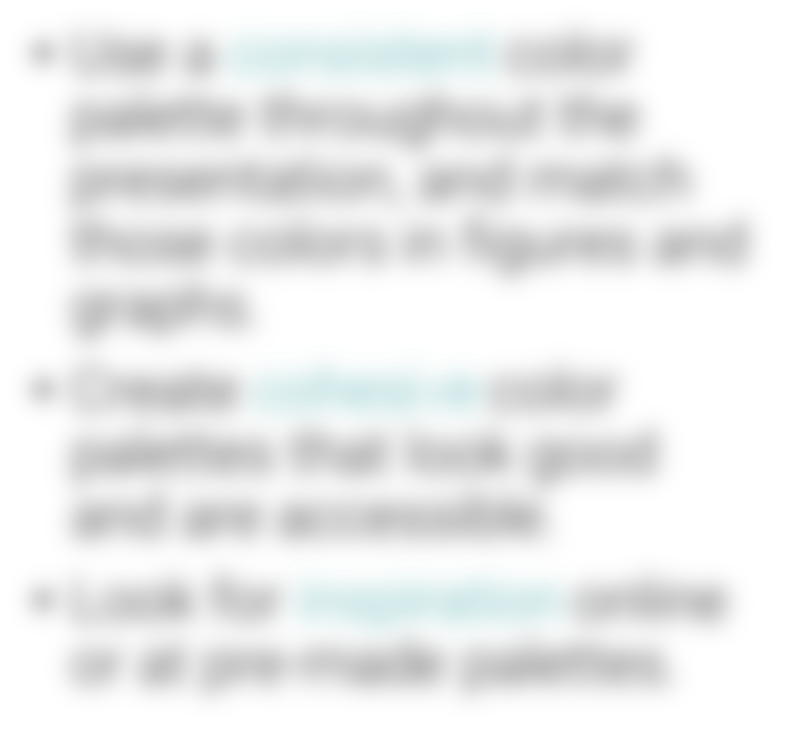 • Use a consistent color
palette throughout the
presentation, and match
those colors in figures and
graphs.
• Create cohesive color
palettes that look good
and are accessible.
• Look for inspiration online
or at pre-made palettes.